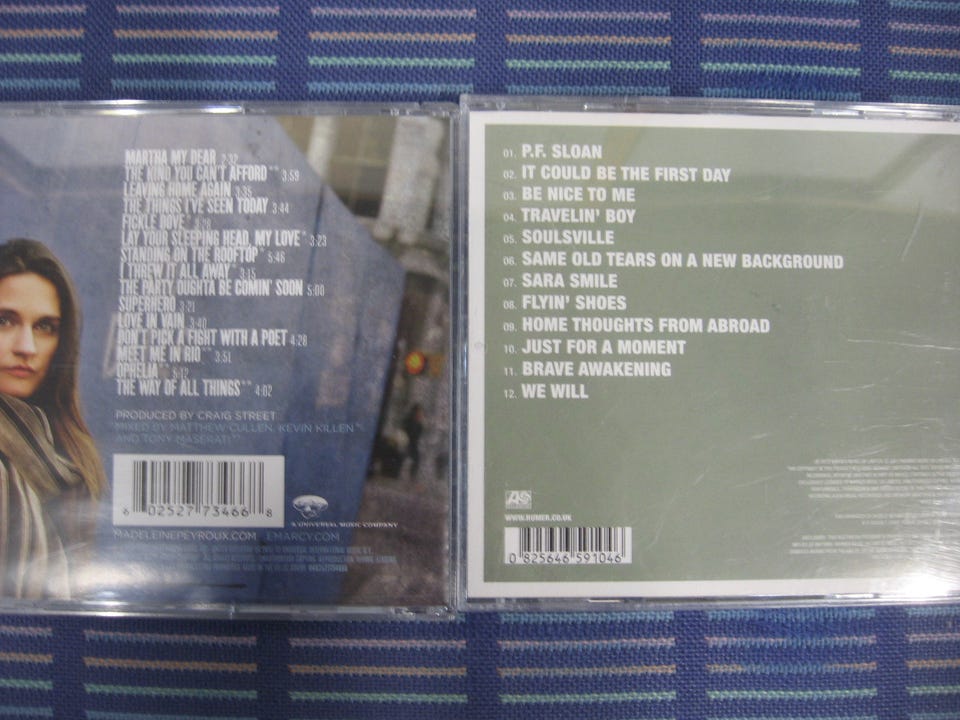 MARTHA MY DEAR 2:32
THE KIND YOU CAN'T AFFORD** 3:59
LEAVING HOME AGAIN 3:35
THE THINGS I'VE SEEN TODAY 3:44
FICKLE DOVE*
LAY YOUR SLEEPING HEAD, MY LOVE* 3:23
STANDING ON THE ROOFTOP* 5:46
I THREW IT ALL AWAY* 3:15
THE PARTY OUGHTA BE COMIN' SOON 5:00
SUPERHERO 3:21
LOVE IN VAIN 3:40
DON'T PICK A FIGHT WITH A POET 4:28
MEET ME IN RIO** 3:51
OPHELIA** 5:12
THE WAY OF ALL THINGS** 4:02
PRODUCED BY CRAIG STREET
MIXED BY MATTHEW CULLEN, KEVIN KILLEN*
AND TONY MASERATI**
6 02527 73466 8
A UNIVERSAL MUSIC COMPANY
MADELEINEPEYROUX.COM EMARCY.COM
01. P.F. SLOAN
02. IT COULD BE THE FIRST DAY
03. BE NICE TO ME
04. TRAVELIN' BOY
05. SOULSVILLE
06. SAME OLD TEARS ON A NEW BACKGROUND
07. SARA SMILE
08. FLYIN' SHOES
09. HOME THOUGHTS FROM ABROAD
10. JUST FOR A MOMENT
11. BRAVE AWAKENING
12. WE WILL
WWW.RUMER.CO.UK
0 825646 591046